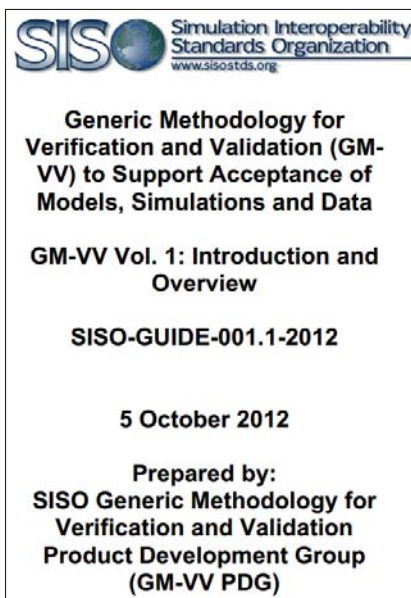 SISO
Simulation Interoperability
Standards Organization
www.sisostds.org
Generic Methodology for
Verification and Validation (GM-
VV) to Support Acceptance of
Models, Simulations and Data
GM-VV Vol. 1: Introduction and
Overview
SISO-GUIDE-001.1-2012
5 October 2012
Prepared by:
SISO Generic Methodology for
Verification and Validation
Product Development Group
(GM-VV PDG)